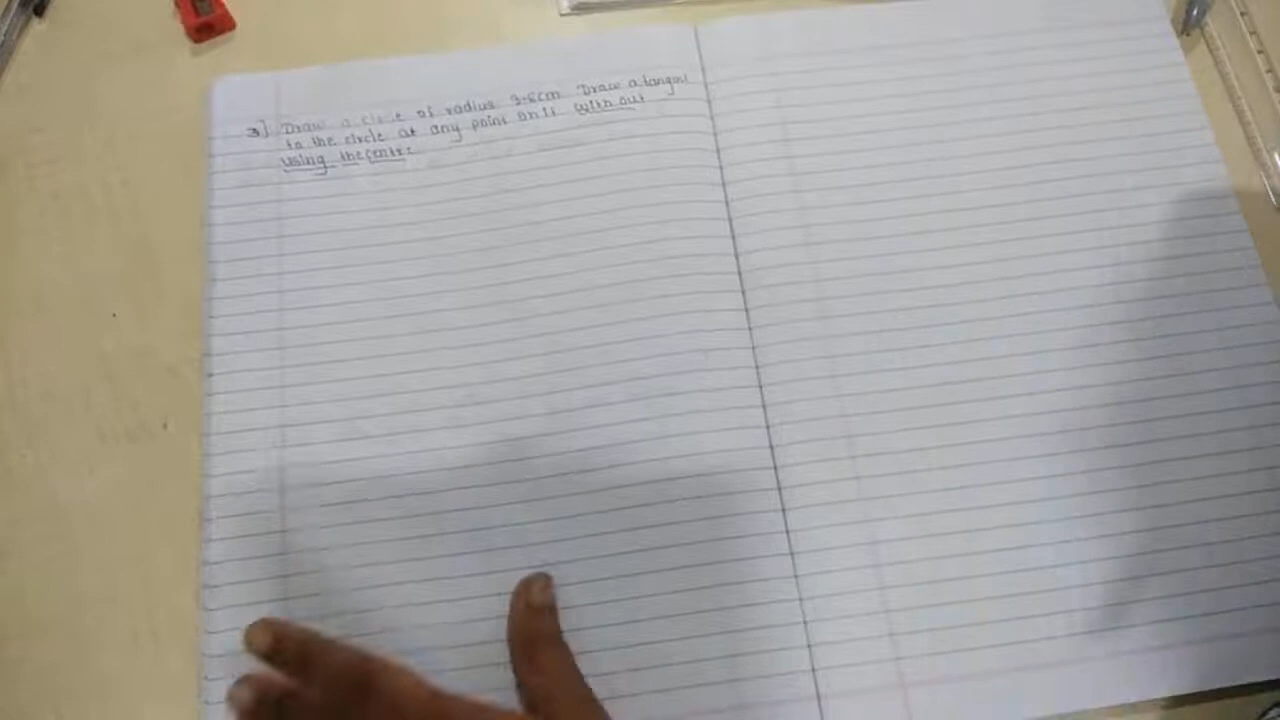 3] Draw a circle of radius 3.6cm Draw a tangent
to the circle at any point on it without
using the centre